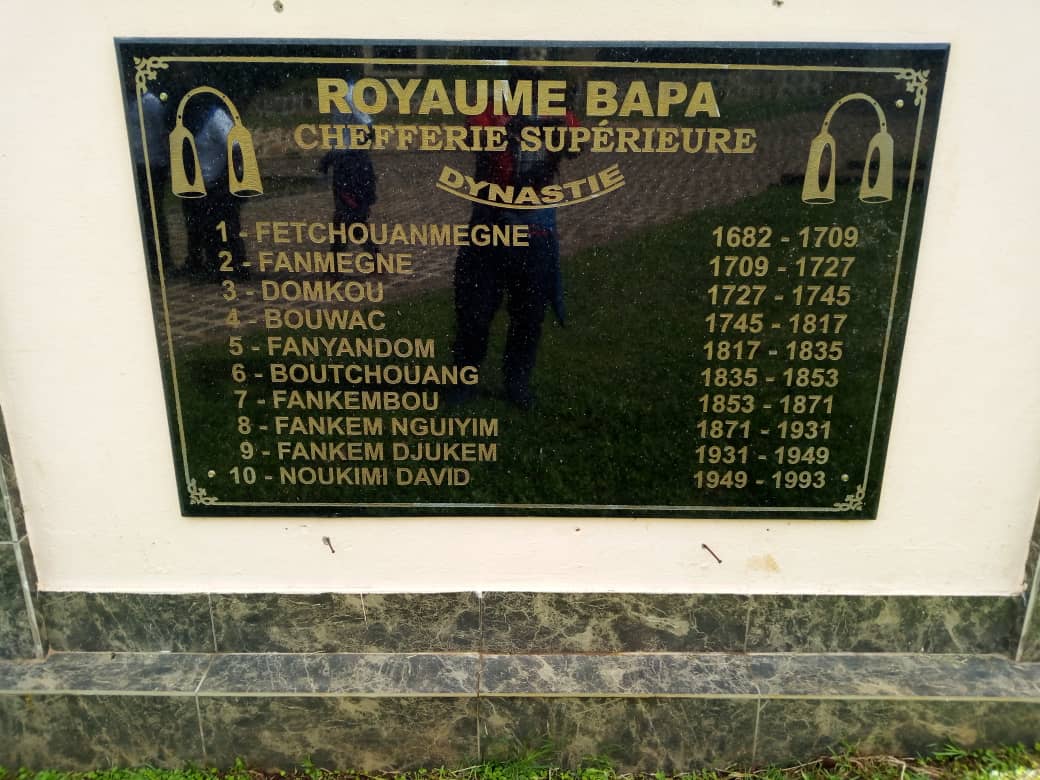 ROYAUME BAPA
CHEFFERIE SUPÉRIEURE
DYNASTIE
1 - FETCHOUANMEGNE 1682 - 1709
2 - FANMEGNE 1709 - 1727
3 - DOMKOU 1727 - 1745
4 - BOUWAC 1745 - 1817
5 - FANYANDOM 1817 - 1835
6 - BOUTCHOUANG 1835 - 1853
7 - FANKEMBOU 1853 - 1871
8 - FANKEM NGUIYIM 1871 - 1931
9 - FANKEM DJUKEM 1931 - 1949
10 - NOUKIMI DAVID 1949 - 1993